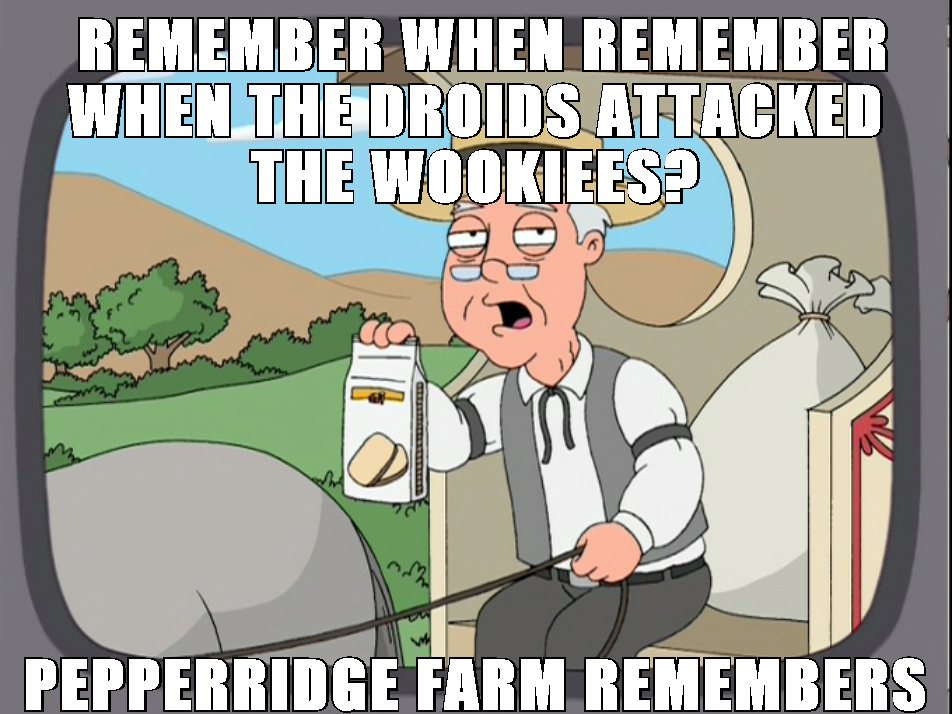 REMEMBER WHEN REMEMBER
WHEN THE DROIDS ATTACKED
THE WOOKIEES?
PEPPERRIDGE FARM REMEMBERS